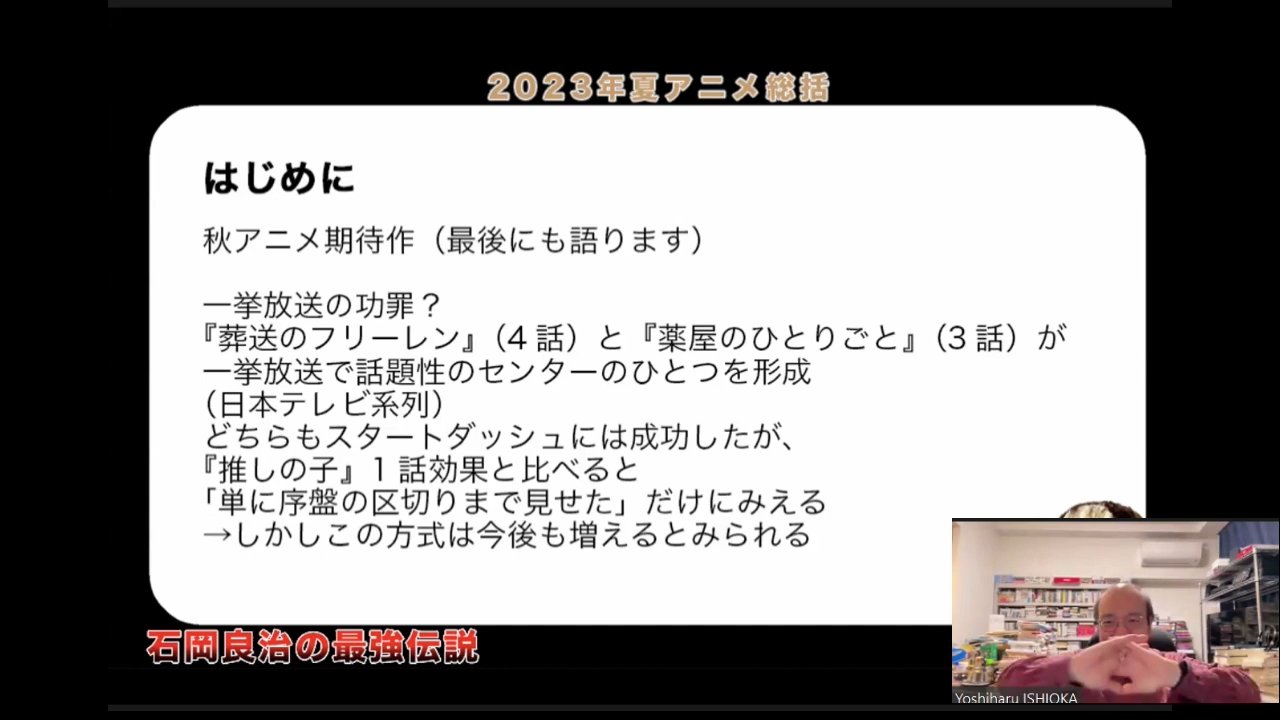 2023年夏アニメ総括
はじめに
秋アニメ期待作（最後にも語ります）
一挙放送の功罪？
『葬送のフリーレン』（4話）と『薬屋のひとりごと』（3話）が
一挙放送で話題性のセンターのひとつを形成
（日本テレビ系列）
どちらもスタートダッシュには成功したが、
『推しの子』1話効果と比べると
「単に序盤の区切りまで見せた」だけにみえる
→しかしこの方式は今後も増えるとみられる
石岡良治の最強伝説
Yoshiharu ISHIOKA